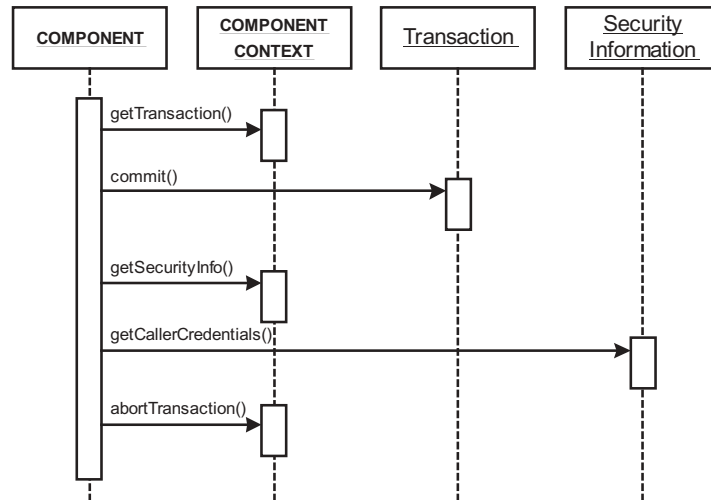 COMPONENT
COMPONENT
CONTEXT
Transaction
Security
Information
getTransaction()
commit()
getSecurityInfo()
getCallerCredentials()
abortTransaction()